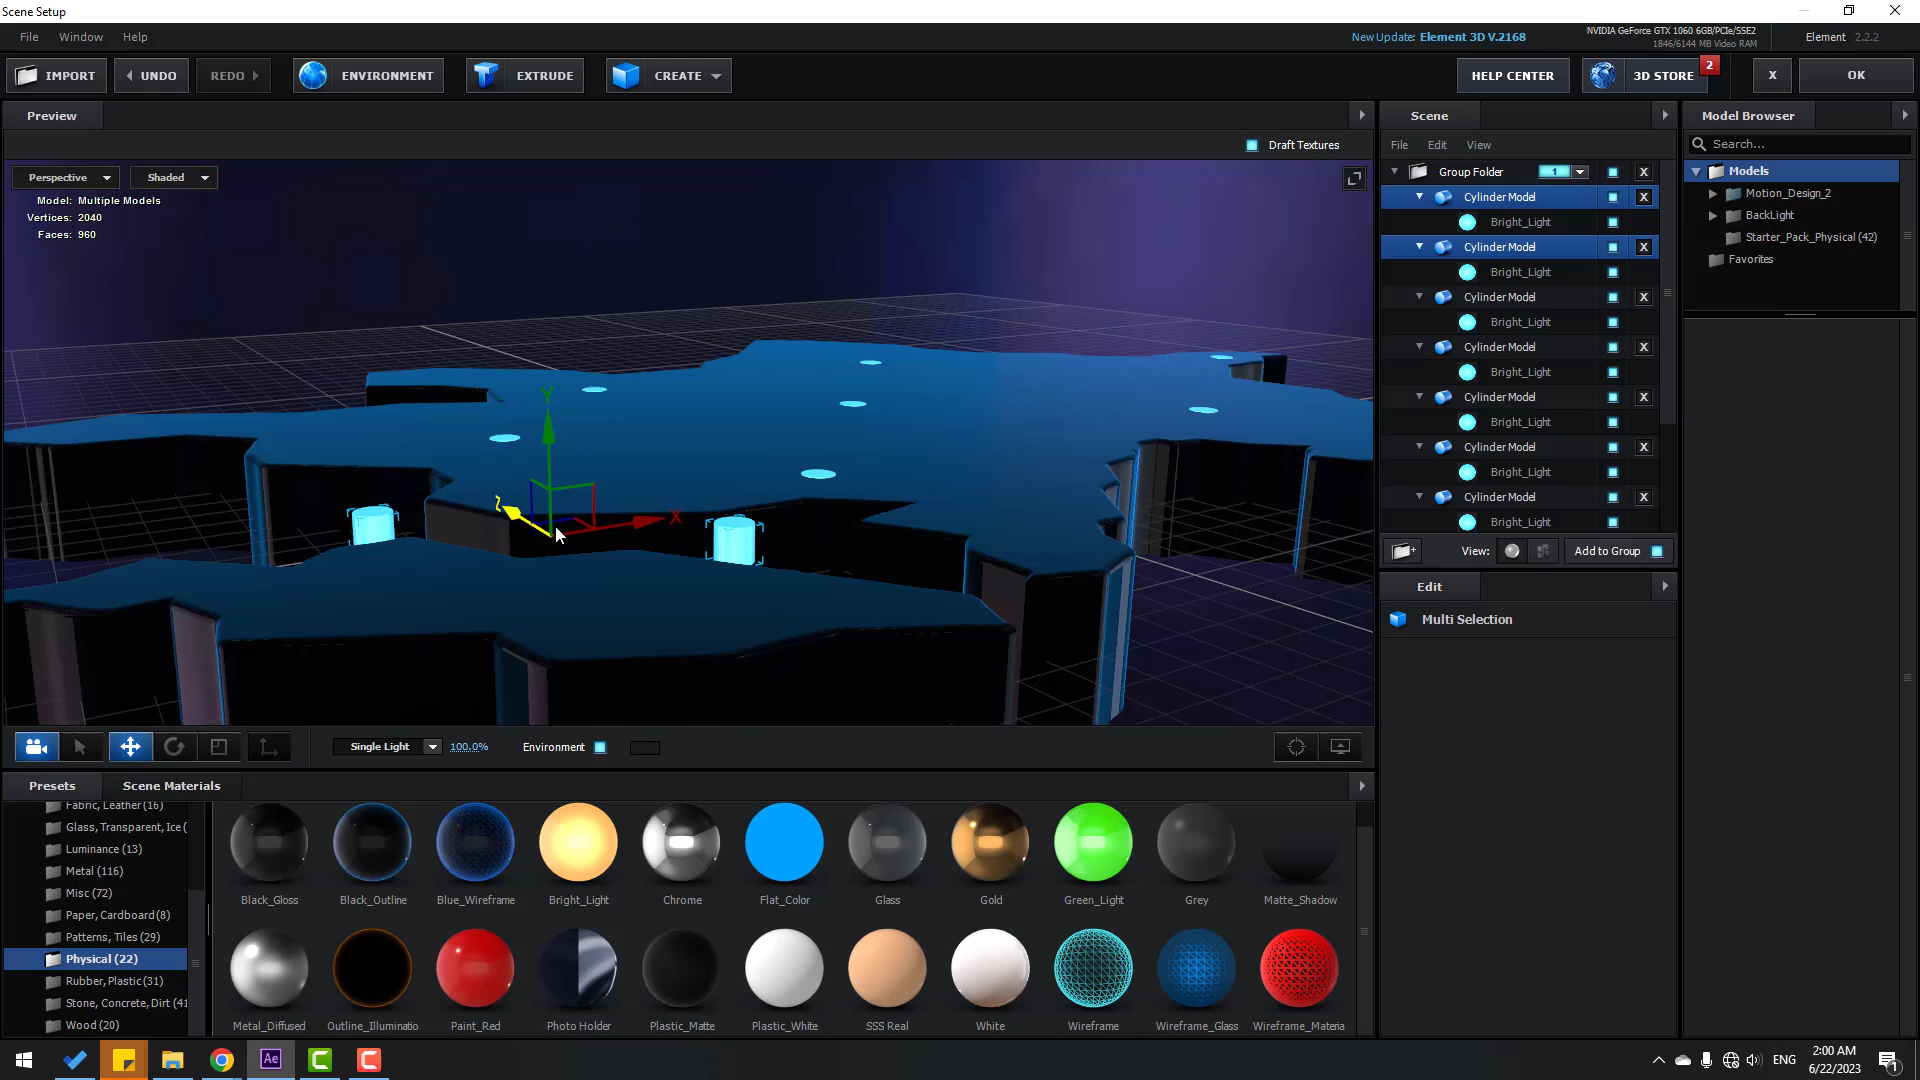 Scene Setup
File Window Help
New Update: Element 3D V.2168
NVIDIA GeForce GTX 1060 6GB/PCIe/SSE2
1846/6144 MB Video RAM
Element 2.2.2
IMPORT UNDO REDO ENVIRONMENT EXTRUDE CREATE HELP CENTER 3D STORE 2 X OK
Preview
Draft Textures
Perspective Shaded
Model: Multiple Models
Vertices: 2040
Faces: 960
Y
X
Single Light 100.0% Environment
Scene
File Edit View
Group Folder 1 X
Cylinder Model X
Bright_Light
Cylinder Model X
Bright_Light
Cylinder Model X
Bright_Light
Cylinder Model X
Bright_Light
Cylinder Model X
Bright_Light
Cylinder Model X
Bright_Light
Cylinder Model X
Bright_Light
View: Add to Group
Edit
Multi Selection
Model Browser
Search...
Models
Motion_Design_2
BackLight
Starter_Pack_Physical (42)
Favorites
Presets Scene Materials
Fabric, Leather (16)
Glass, Transparent, Ice (
Luminance (13)
Metal (116)
Misc (72)
Paper, Cardboard (8)
Patterns, Tiles (29)
Physical (22)
Rubber, Plastic (31)
Stone, Concrete, Dirt (41
Wood (20)
Black_Gloss Black_Outline Blue_Wireframe Bright_Light Chrome Flat_Color Glass Gold Green_Light Grey Matte_Shadow
Metal_Diffused Outline_Illuminatio Paint_Red Photo Holder Plastic_Matte Plastic_White SSS Real White Wireframe Wireframe_Glass Wireframe_Materia
Ae
ENG
2:00 AM
6/22/2023
1